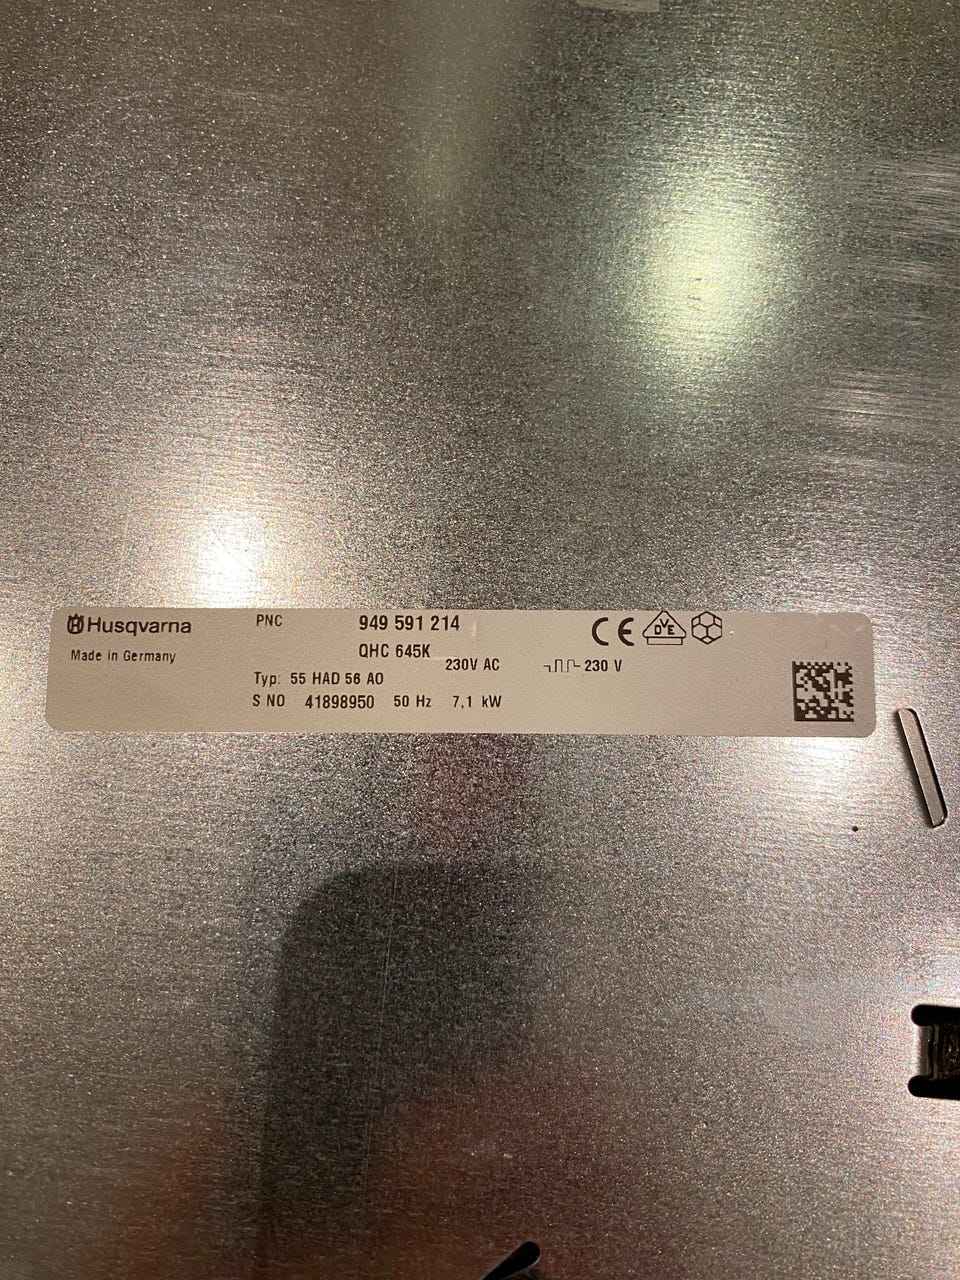 Husqvarna PNC 949 591 214 CE DVE
Made in Germany QHC 645K
230V AC 230 V
Typ: 55 HAD 56 AO
S NO 41898950 50 Hz 7,1 kW